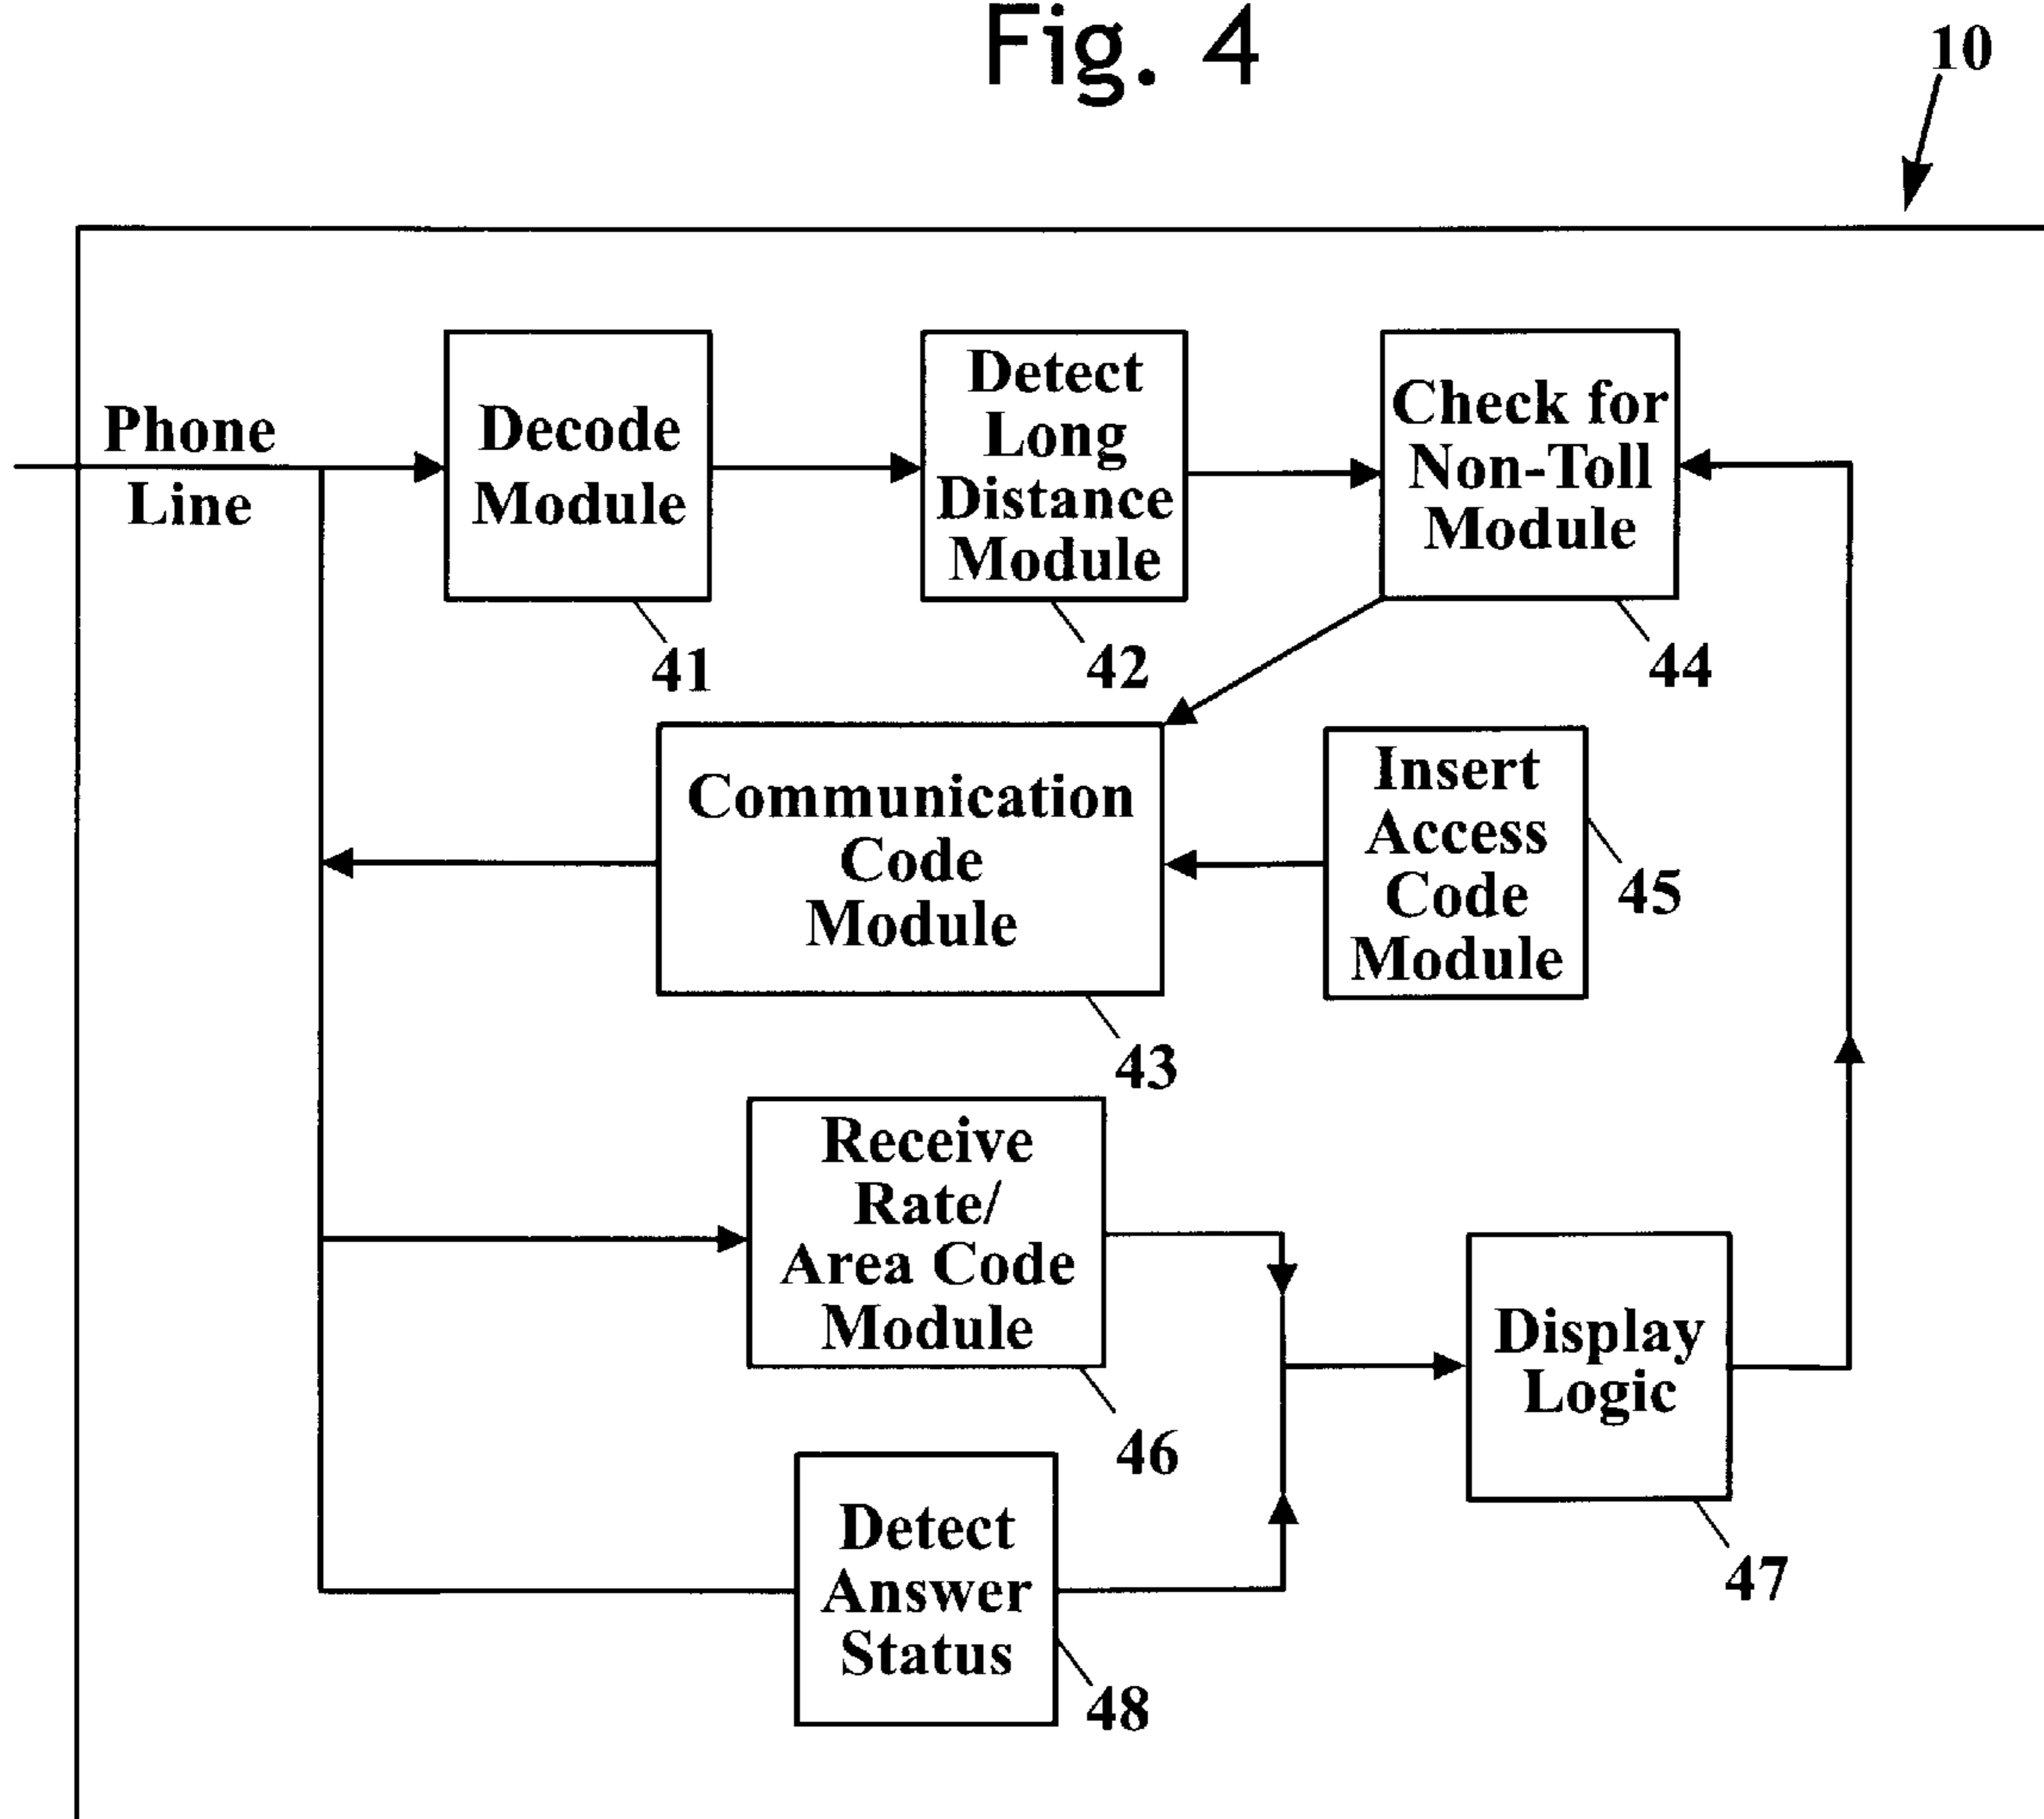 Fig. 4
10
Phone
Line
Decode
Module
41
Detect
Long
Distance
Module
42
Check for
Non-Toll
Module
44
Communication
Code
Module
43
Insert
Access
Code
Module
45
Receive
Rate/
Area Code
Module
46
Display
Logic
47
Detect
Answer
Status
48